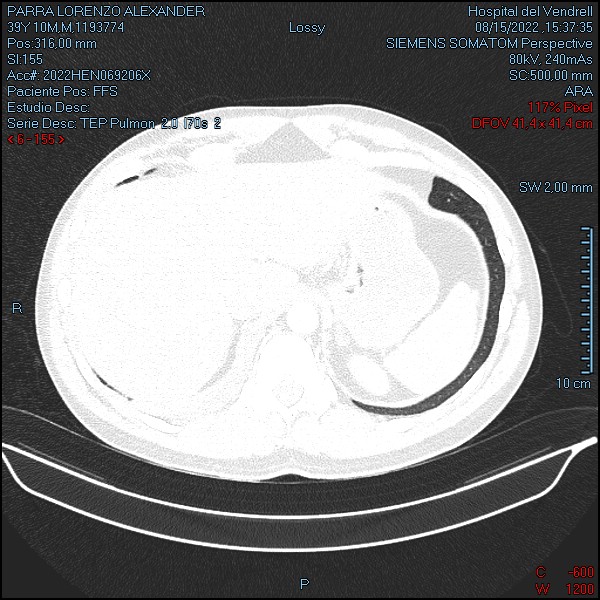 PARRA LORENZO ALEXANDER
39Y 10M,M,1193774
Pos:316,00 mm
SI:155
Acc#: 2022HEN069206X
Paciente Pos: FFS
Estudio Desc:
Serie Desc: TEP Pulmon 2.0 I70s 2
< 6 - 155 >
Lossy
Hospital del Vendrell
08/15/2022 ,15:37:35
SIEMENS SOMATOM Perspective
80kV, 240mAs
SC:500,00 mm
ARA
117% Pixel
DFOV 41,4 x 41,4 cm
SW 2,00 mm
R
10 cm
P
C -600
W 1200